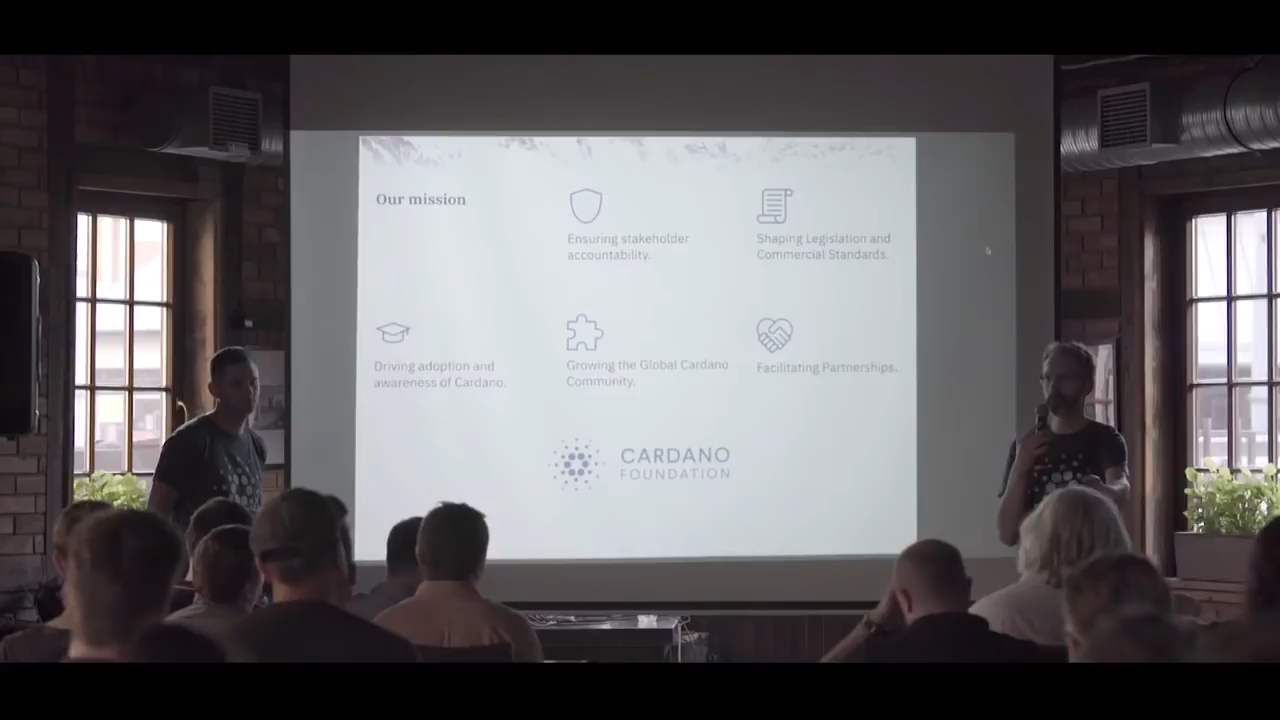 Our mission
Ensuring stakeholder
accountability.
Shaping Legislation and
Commercial Standards.
Driving adoption and
awareness of Cardano.
Growing the Global Cardano
Community.
Facilitating Partnerships.
CARDANO
FOUNDATION